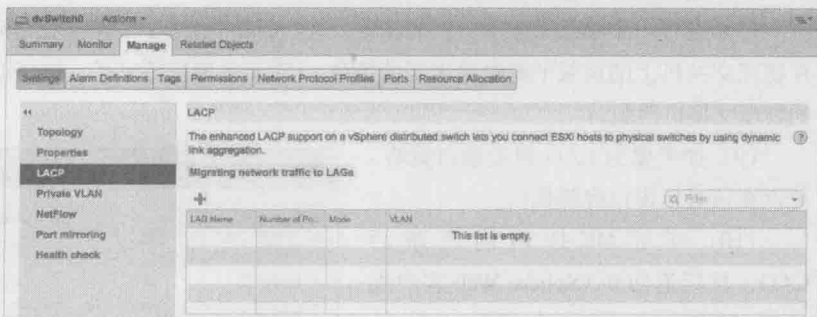 dvSwitch0 Actions
Summary Monitor Manage Related Objects
Settings Alarm Definitions Tags Permissions Network Protocol Profiles Ports Resource Allocation
LACP
The enhanced LACP support on a vSphere distributed switch lets you connect ESXi hosts to physical switches by using dynamic
link aggregation.
Migrating network traffic to LAGs
Topology
Properties
LACP
Private VLAN
NetFlow
Port mirroring
Health check
Filter
LAG Name Number of Po... Mode VLAN
This list is empty.